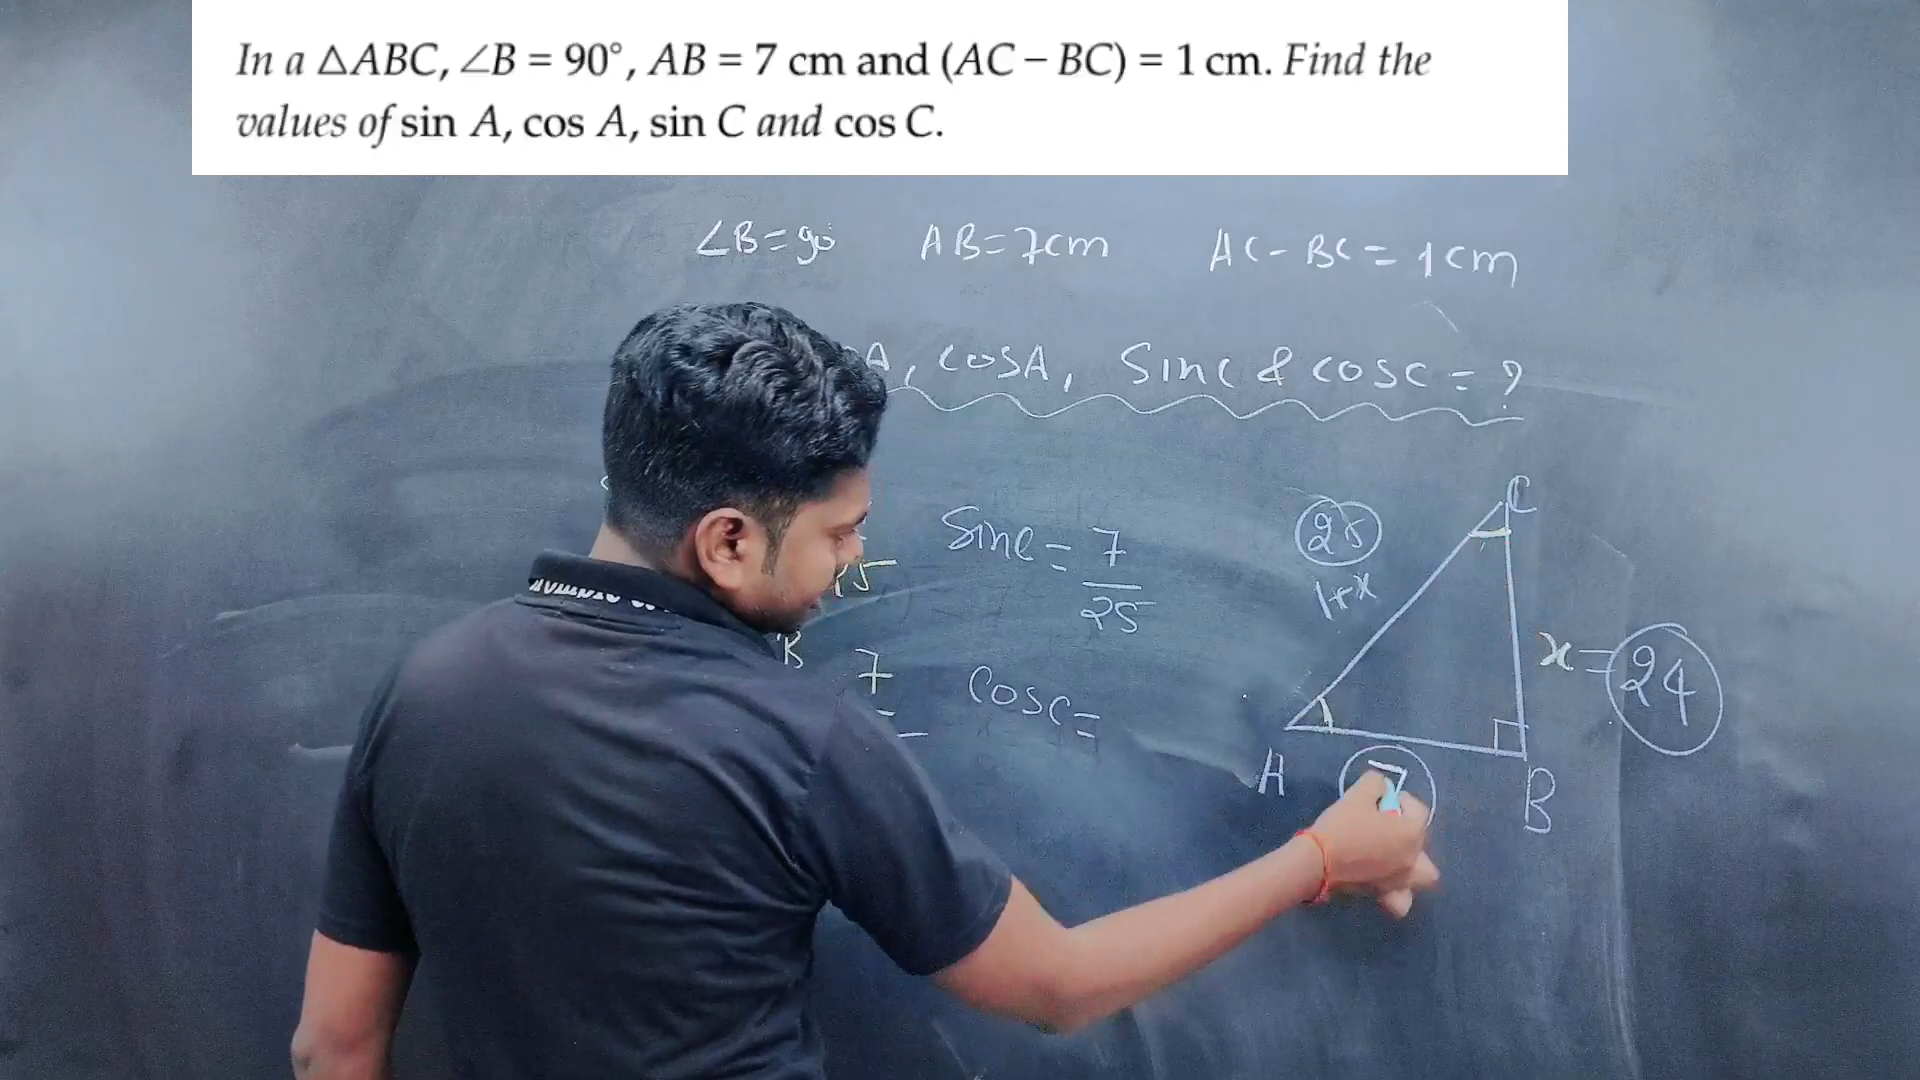 In a △ABC, ∠B = 90°, AB = 7 cm and (AC − BC) = 1 cm. Find the
values of sin A, cos A, sin C and cos C.
∠B=90° AB=7cm AC-BC=1cm
A, cosA, Sinc & cosc=?
C
Sinc=7/25
25
1+x
x=24
7
cosc=
A
7
B